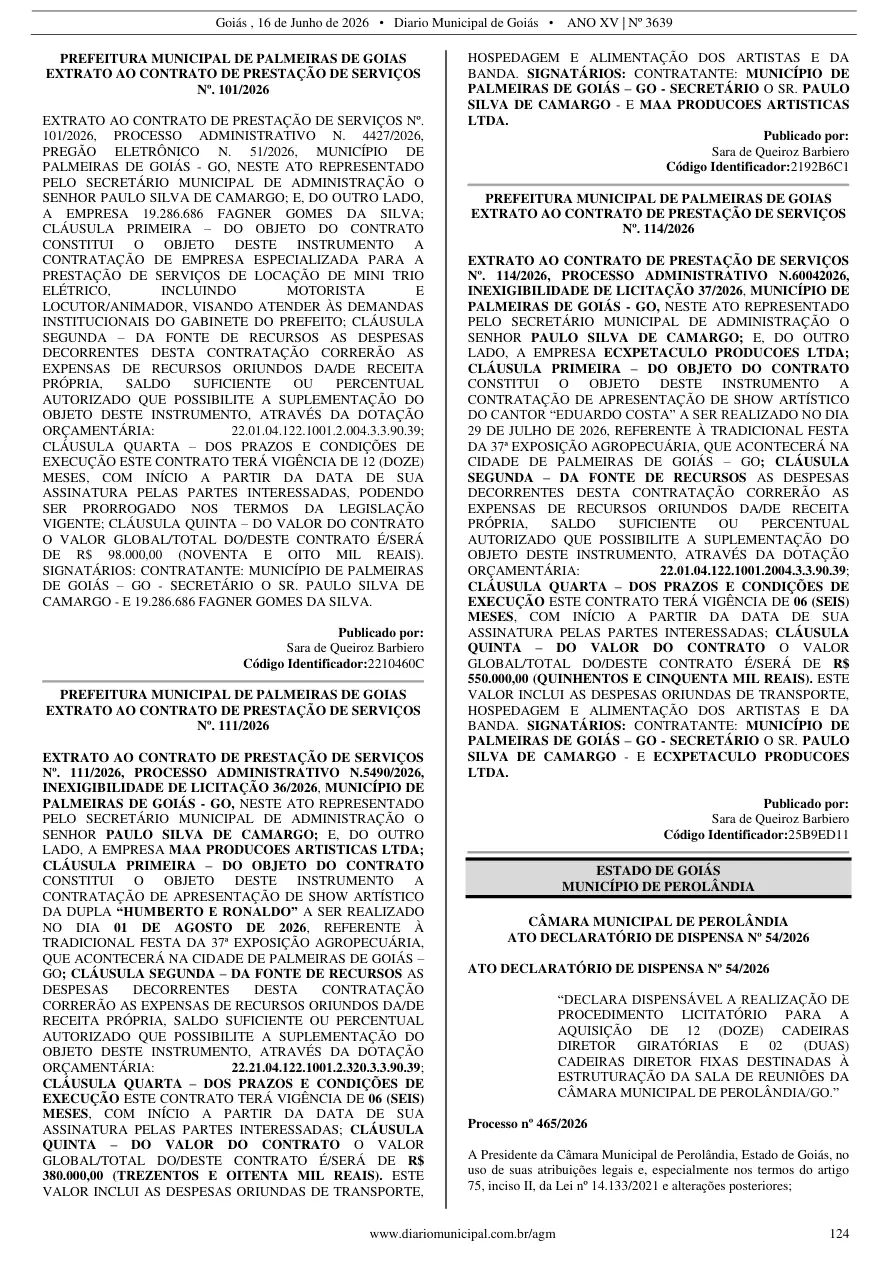 Goiás , 16 de Junho de 2026 • Diario Municipal de Goiás • ANO XV | Nº 3639
PREFEITURA MUNICIPAL DE PALMEIRAS DE GOIAS
EXTRATO AO CONTRATO DE PRESTAÇÃO DE SERVIÇOS
Nº. 101/2026
EXTRATO AO CONTRATO DE PRESTAÇÃO DE SERVIÇOS Nº.
101/2026, PROCESSO ADMINISTRATIVO N. 4427/2026,
PREGÃO ELETRÔNICO N. 51/2026, MUNICÍPIO DE
PALMEIRAS DE GOIÁS - GO, NESTE ATO REPRESENTADO
PELO SECRETÁRIO MUNICIPAL DE ADMINISTRAÇÃO O
SENHOR PAULO SILVA DE CAMARGO; E, DO OUTRO LADO,
A EMPRESA 19.286.686 FAGNER GOMES DA SILVA;
CLÁUSULA PRIMEIRA – DO OBJETO DO CONTRATO
CONSTITUI O OBJETO DESTE INSTRUMENTO A
CONTRATAÇÃO DE EMPRESA ESPECIALIZADA PARA A
PRESTAÇÃO DE SERVIÇOS DE LOCAÇÃO DE MINI TRIO
ELÉTRICO, INCLUINDO MOTORISTA E
LOCUTOR/ANIMADOR, VISANDO ATENDER ÀS DEMANDAS
INSTITUCIONAIS DO GABINETE DO PREFEITO; CLÁUSULA
SEGUNDA – DA FONTE DE RECURSOS AS DESPESAS
DECORRENTES DESTA CONTRATAÇÃO CORRERÃO AS
EXPENSAS DE RECURSOS ORIUNDOS DA/DE RECEITA
PRÓPRIA, SALDO SUFICIENTE OU PERCENTUAL
AUTORIZADO QUE POSSIBILITE A SUPLEMENTAÇÃO DO
OBJETO DESTE INSTRUMENTO, ATRAVÉS DA DOTAÇÃO
ORÇAMENTÁRIA: 22.01.04.122.1001.2.004.3.3.90.39;
CLÁUSULA QUARTA – DOS PRAZOS E CONDIÇÕES DE
EXECUÇÃO ESTE CONTRATO TERÁ VIGÊNCIA DE 12 (DOZE)
MESES, COM INÍCIO A PARTIR DA DATA DE SUA
ASSINATURA PELAS PARTES INTERESSADAS, PODENDO
SER PRORROGADO NOS TERMOS DA LEGISLAÇÃO
VIGENTE; CLÁUSULA QUINTA – DO VALOR DO CONTRATO
O VALOR GLOBAL/TOTAL DO/DESTE CONTRATO É/SERÁ
DE R$ 98.000,00 (NOVENTA E OITO MIL REAIS).
SIGNATÁRIOS: CONTRATANTE: MUNICÍPIO DE PALMEIRAS
DE GOIÁS – GO - SECRETÁRIO O SR. PAULO SILVA DE
CAMARGO - E 19.286.686 FAGNER GOMES DA SILVA.
Publicado por:
Sara de Queiroz Barbiero
Código Identificador:2210460C
PREFEITURA MUNICIPAL DE PALMEIRAS DE GOIAS
EXTRATO AO CONTRATO DE PRESTAÇÃO DE SERVIÇOS
Nº. 111/2026
EXTRATO AO CONTRATO DE PRESTAÇÃO DE SERVIÇOS
Nº. 111/2026, PROCESSO ADMINISTRATIVO N.5490/2026,
INEXIGIBILIDADE DE LICITAÇÃO 36/2026, MUNICÍPIO DE
PALMEIRAS DE GOIÁS - GO, NESTE ATO REPRESENTADO
PELO SECRETÁRIO MUNICIPAL DE ADMINISTRAÇÃO O
SENHOR PAULO SILVA DE CAMARGO; E, DO OUTRO
LADO, A EMPRESA MAA PRODUCOES ARTISTICAS LTDA;
CLÁUSULA PRIMEIRA – DO OBJETO DO CONTRATO
CONSTITUI O OBJETO DESTE INSTRUMENTO A
CONTRATAÇÃO DE APRESENTAÇÃO DE SHOW ARTÍSTICO
DA DUPLA “HUMBERTO E RONALDO” A SER REALIZADO
NO DIA 01 DE AGOSTO DE 2026, REFERENTE À
TRADICIONAL FESTA DA 37ª EXPOSIÇÃO AGROPECUÁRIA,
QUE ACONTECERÁ NA CIDADE DE PALMEIRAS DE GOIÁS –
GO; CLÁUSULA SEGUNDA – DA FONTE DE RECURSOS AS
DESPESAS DECORRENTES DESTA CONTRATAÇÃO
CORRERÃO AS EXPENSAS DE RECURSOS ORIUNDOS DA/DE
RECEITA PRÓPRIA, SALDO SUFICIENTE OU PERCENTUAL
AUTORIZADO QUE POSSIBILITE A SUPLEMENTAÇÃO DO
OBJETO DESTE INSTRUMENTO, ATRAVÉS DA DOTAÇÃO
ORÇAMENTÁRIA: 22.21.04.122.1001.2.320.3.3.90.39;
CLÁUSULA QUARTA – DOS PRAZOS E CONDIÇÕES DE
EXECUÇÃO ESTE CONTRATO TERÁ VIGÊNCIA DE 06 (SEIS)
MESES, COM INÍCIO A PARTIR DA DATA DE SUA
ASSINATURA PELAS PARTES INTERESSADAS; CLÁUSULA
QUINTA – DO VALOR DO CONTRATO O VALOR
GLOBAL/TOTAL DO/DESTE CONTRATO É/SERÁ DE R$
380.000,00 (TREZENTOS E OITENTA MIL REAIS). ESTE
VALOR INCLUI AS DESPESAS ORIUNDAS DE TRANSPORTE,
HOSPEDAGEM E ALIMENTAÇÃO DOS ARTISTAS E DA
BANDA. SIGNATÁRIOS: CONTRATANTE: MUNICÍPIO DE
PALMEIRAS DE GOIÁS – GO - SECRETÁRIO O SR. PAULO
SILVA DE CAMARGO - E MAA PRODUCOES ARTISTICAS
LTDA.
Publicado por:
Sara de Queiroz Barbiero
Código Identificador:2192B6C1
PREFEITURA MUNICIPAL DE PALMEIRAS DE GOIAS
EXTRATO AO CONTRATO DE PRESTAÇÃO DE SERVIÇOS
Nº. 114/2026
EXTRATO AO CONTRATO DE PRESTAÇÃO DE SERVIÇOS
Nº. 114/2026, PROCESSO ADMINISTRATIVO N.60042026,
INEXIGIBILIDADE DE LICITAÇÃO 37/2026, MUNICÍPIO DE
PALMEIRAS DE GOIÁS - GO, NESTE ATO REPRESENTADO
PELO SECRETÁRIO MUNICIPAL DE ADMINISTRAÇÃO O
SENHOR PAULO SILVA DE CAMARGO; E, DO OUTRO
LADO, A EMPRESA ECXPETACULO PRODUCOES LTDA;
CLÁUSULA PRIMEIRA – DO OBJETO DO CONTRATO
CONSTITUI O OBJETO DESTE INSTRUMENTO A
CONTRATAÇÃO DE APRESENTAÇÃO DE SHOW ARTÍSTICO
DO CANTOR “EDUARDO COSTA” A SER REALIZADO NO DIA
29 DE JULHO DE 2026, REFERENTE À TRADICIONAL FESTA
DA 37ª EXPOSIÇÃO AGROPECUÁRIA, QUE ACONTECERÁ NA
CIDADE DE PALMEIRAS DE GOIÁS – GO; CLÁUSULA
SEGUNDA – DA FONTE DE RECURSOS AS DESPESAS
DECORRENTES DESTA CONTRATAÇÃO CORRERÃO AS
EXPENSAS DE RECURSOS ORIUNDOS DA/DE RECEITA
PRÓPRIA, SALDO SUFICIENTE OU PERCENTUAL
AUTORIZADO QUE POSSIBILITE A SUPLEMENTAÇÃO DO
OBJETO DESTE INSTRUMENTO, ATRAVÉS DA DOTAÇÃO
ORÇAMENTÁRIA: 22.01.04.122.1001.2004.3.3.90.39;
CLÁUSULA QUARTA – DOS PRAZOS E CONDIÇÕES DE
EXECUÇÃO ESTE CONTRATO TERÁ VIGÊNCIA DE 06 (SEIS)
MESES, COM INÍCIO A PARTIR DA DATA DE SUA
ASSINATURA PELAS PARTES INTERESSADAS; CLÁUSULA
QUINTA – DO VALOR DO CONTRATO O VALOR
GLOBAL/TOTAL DO/DESTE CONTRATO É/SERÁ DE R$
550.000,00 (QUINHENTOS E CINQUENTA MIL REAIS). ESTE
VALOR INCLUI AS DESPESAS ORIUNDAS DE TRANSPORTE,
HOSPEDAGEM E ALIMENTAÇÃO DOS ARTISTAS E DA
BANDA. SIGNATÁRIOS: CONTRATANTE: MUNICÍPIO DE
PALMEIRAS DE GOIÁS – GO - SECRETÁRIO O SR. PAULO
SILVA DE CAMARGO - E ECXPETACULO PRODUCOES
LTDA.
Publicado por:
Sara de Queiroz Barbiero
Código Identificador:25B9ED11
ESTADO DE GOIÁS
MUNICÍPIO DE PEROLÂNDIA
CÂMARA MUNICIPAL DE PEROLÂNDIA
ATO DECLARATÓRIO DE DISPENSA Nº 54/2026
ATO DECLARATÓRIO DE DISPENSA Nº 54/2026
“DECLARA DISPENSÁVEL A REALIZAÇÃO DE
PROCEDIMENTO LICITATÓRIO PARA A
AQUISIÇÃO DE 12 (DOZE) CADEIRAS
DIRETOR GIRATÓRIAS E 02 (DUAS)
CADEIRAS DIRETOR FIXAS DESTINADAS À
ESTRUTURAÇÃO DA SALA DE REUNIÕES DA
CÂMARA MUNICIPAL DE PEROLÂNDIA/GO.”
Processo nº 465/2026
A Presidente da Câmara Municipal de Perolândia, Estado de Goiás, no
uso de suas atribuições legais e, especialmente nos termos do artigo
75, inciso II, da Lei nº 14.133/2021 e alterações posteriores;
www.diariomunicipal.com.br/agm
124